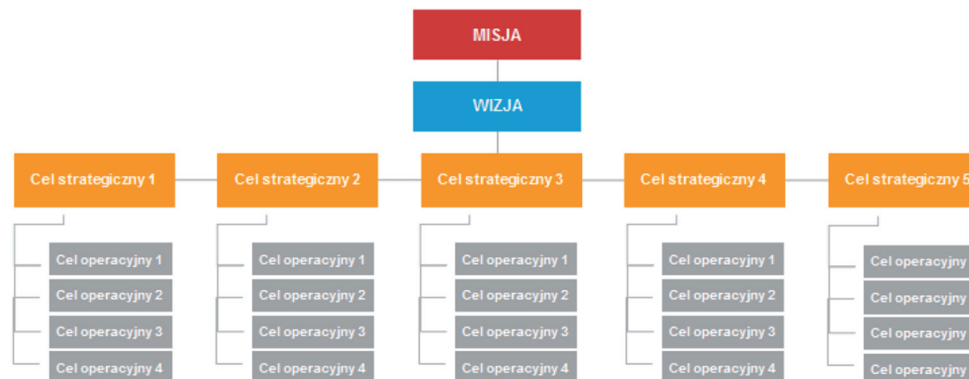 MISJA
WIZJA
Cel strategiczny 1
Cel strategiczny 2
Cel strategiczny 3
Cel strategiczny 4
Cel strategiczny 5
Cel operacyjny 1
Cel operacyjny 2
Cel operacyjny 3
Cel operacyjny 4
Cel operacyjny 1
Cel operacyjny 2
Cel operacyjny 3
Cel operacyjny 4
Cel operacyjny 1
Cel operacyjny 2
Cel operacyjny 3
Cel operacyjny 4
Cel operacyjny 1
Cel operacyjny 2
Cel operacyjny 3
Cel operacyjny 4
Cel operacyjny
Cel operacyjny
Cel operacyjny
Cel operacyjny